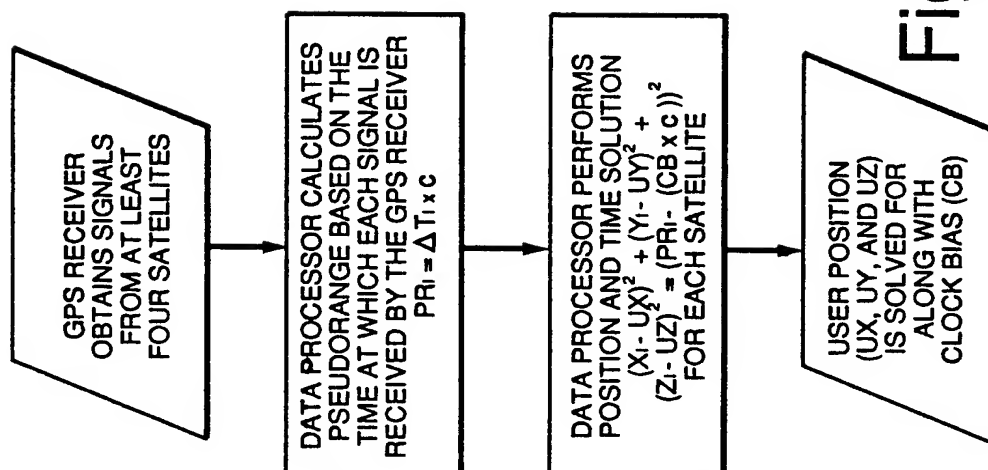 GPS RECEIVER
OBTAINS SIGNALS
FROM AT LEAST
FOUR SATELLITES
DATA PROCESSOR CALCULATES
PSEUDORANGE BASED ON THE
TIME AT WHICH EACH SIGNAL IS
RECEIVED BY THE GPS RECEIVER
PRI = ΔTI x C
DATA PROCESSOR PERFORMS
POSITION AND TIME SOLUTION
(XI - UX)² + (YI - UY)² +
(ZI - UZ)² = (PRI - (CB x c))²
FOR EACH SATELLITE
USER POSITION
(UX, UY, AND UZ)
IS SOLVED FOR
ALONG WITH
CLOCK BIAS (CB)